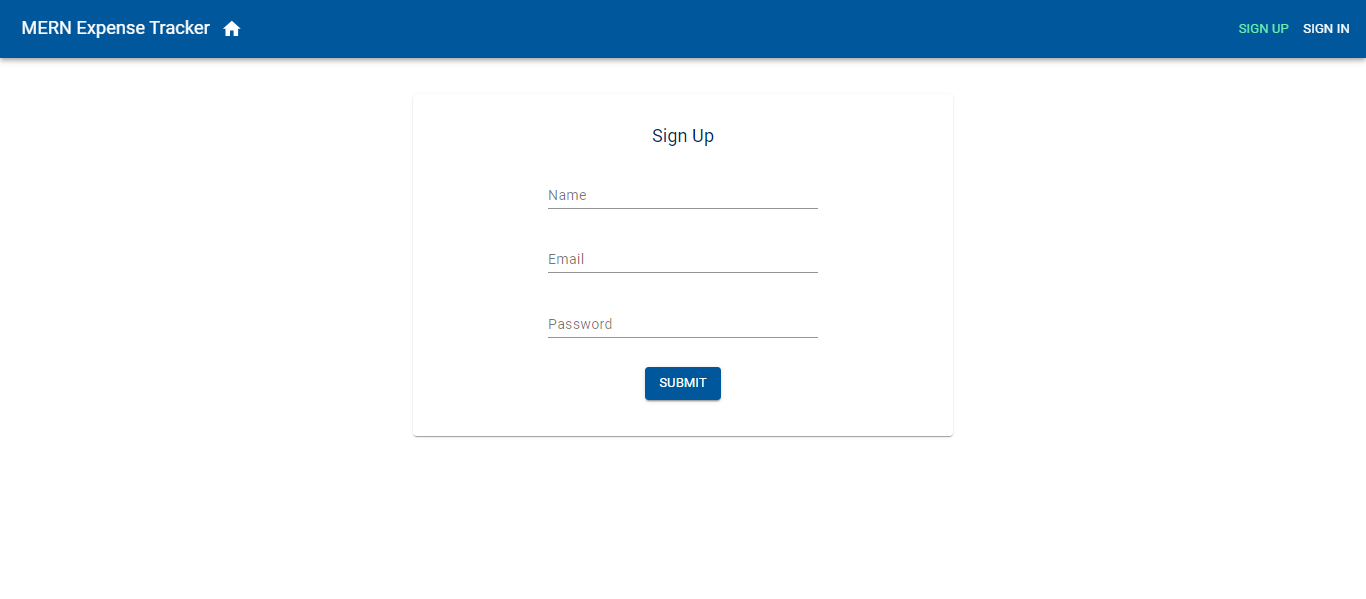 MERN Expense Tracker
SIGN UP SIGN IN
Sign Up
Name
Email
Password
SUBMIT